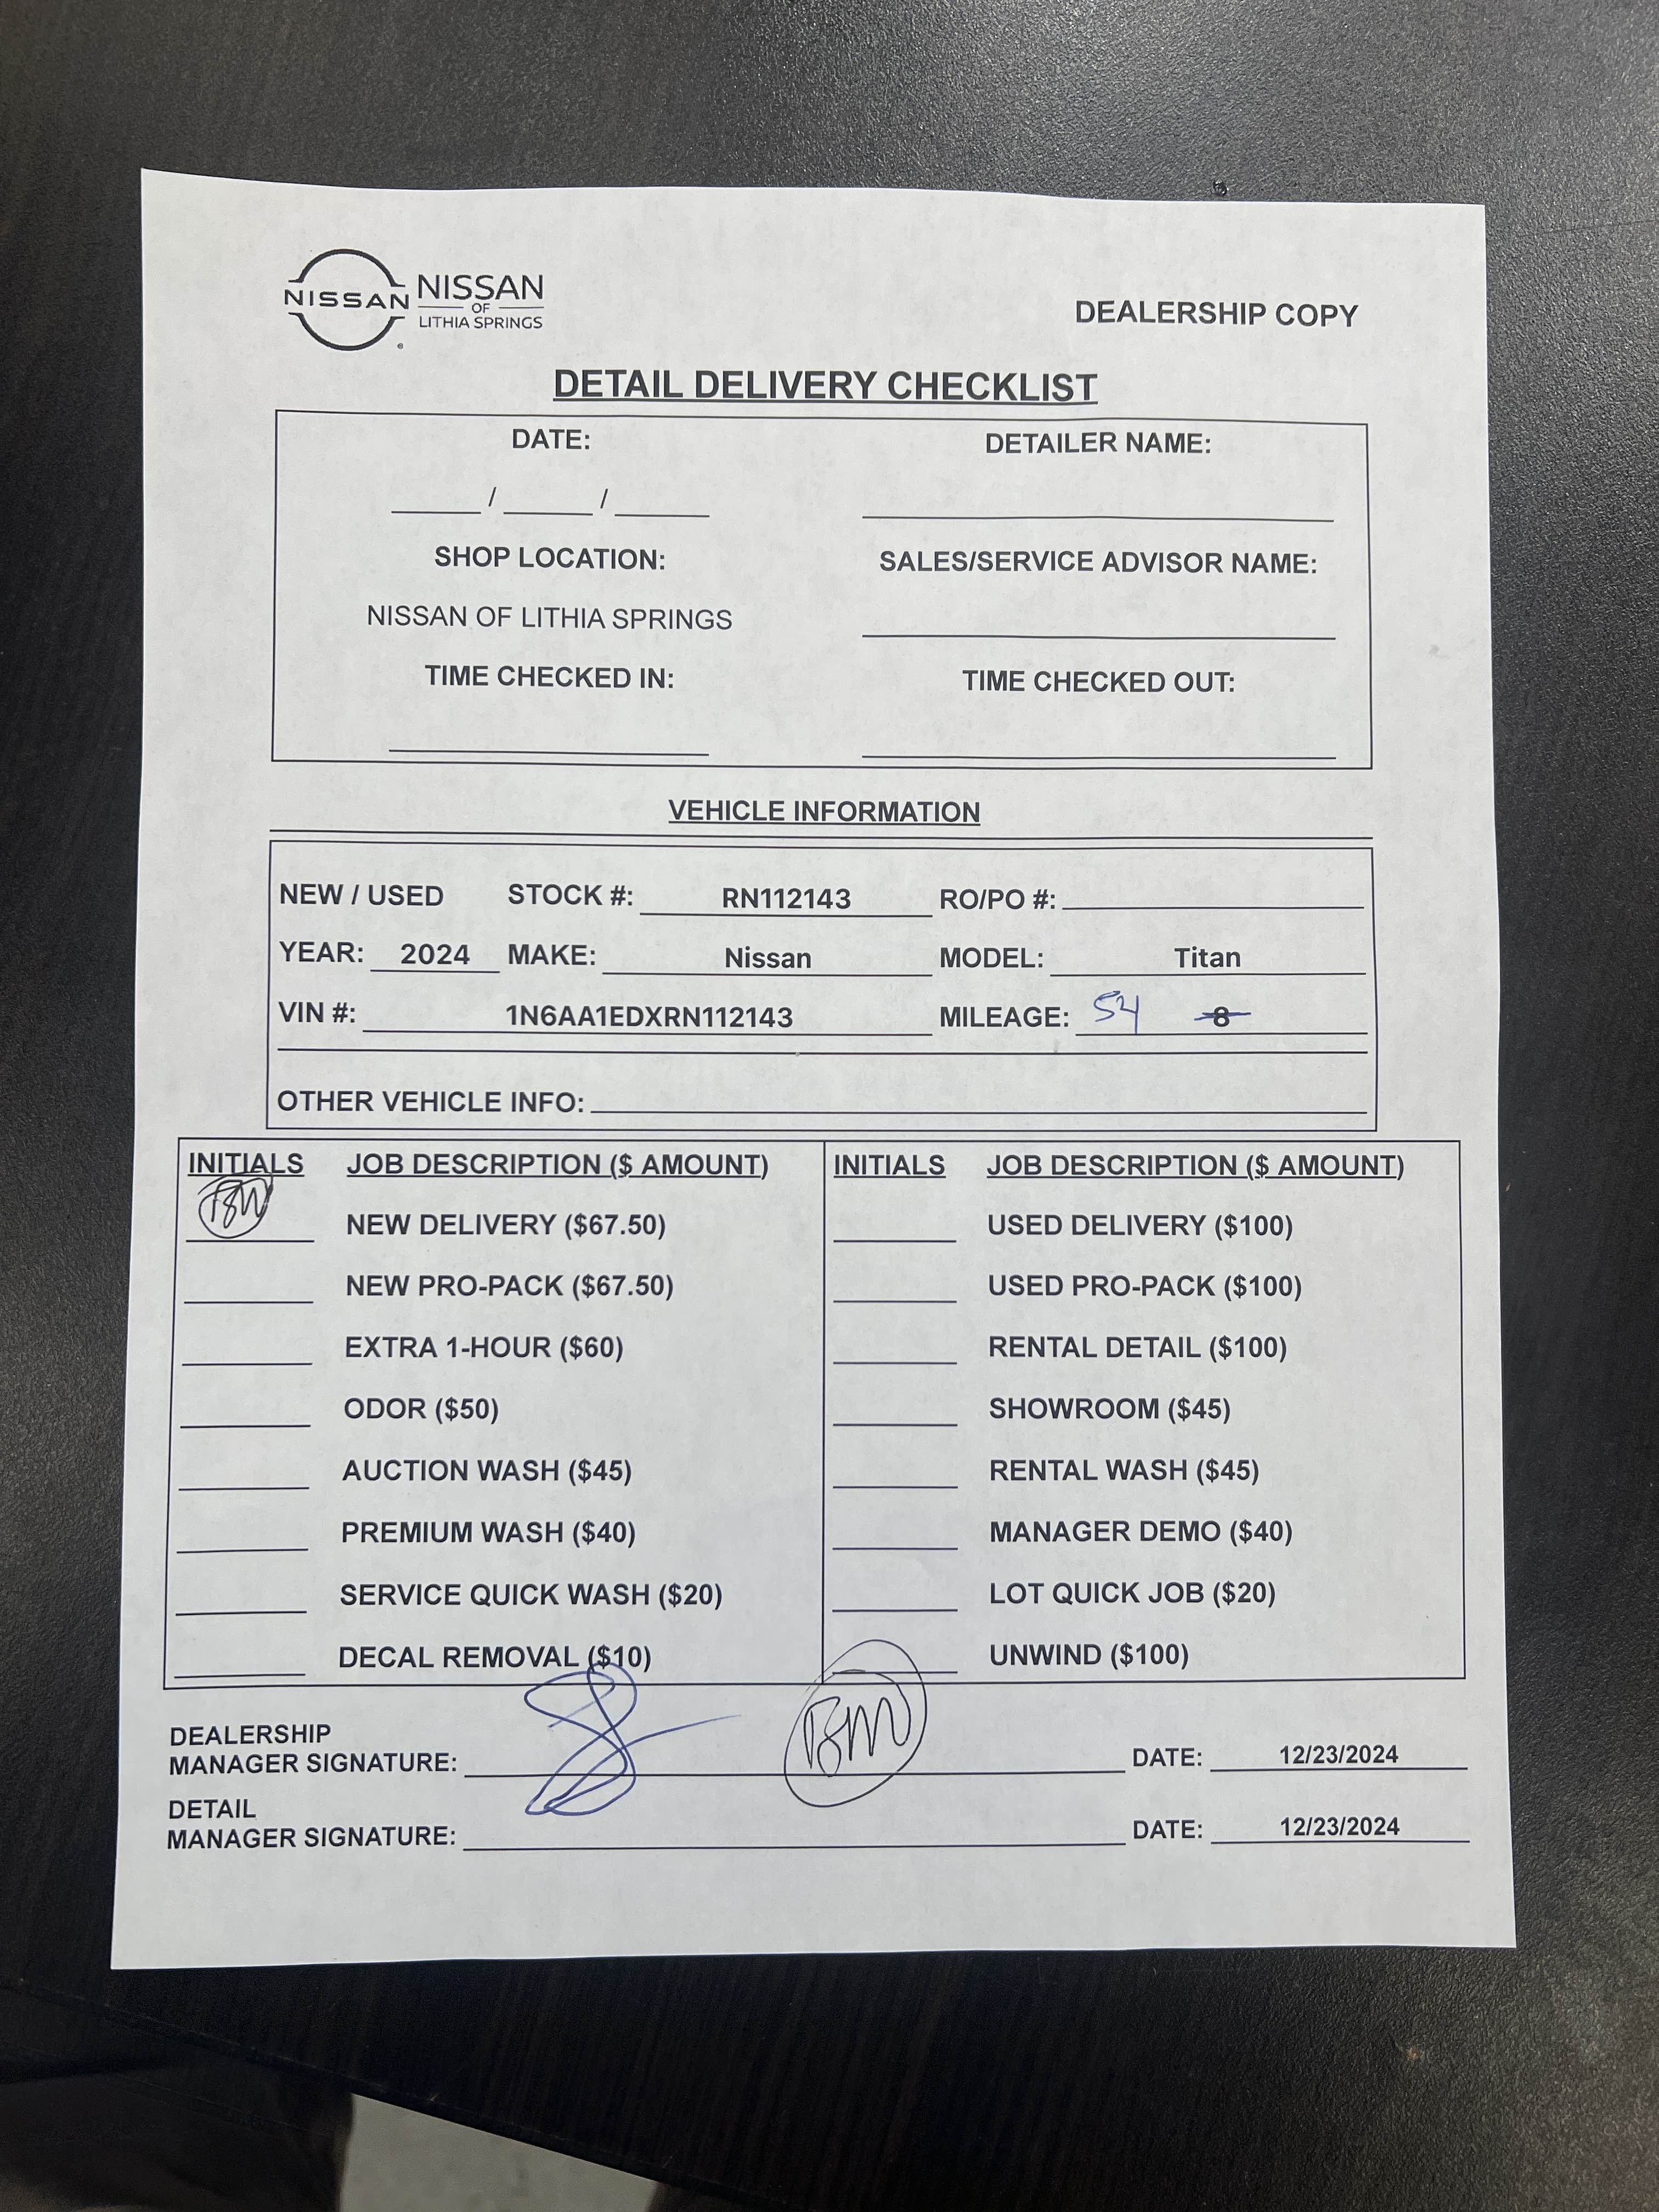 NISSAN NISSAN
OF
LITHIA SPRINGS
DEALERSHIP COPY
DETAIL DELIVERY CHECKLIST
DATE: DETAILER NAME:
____ / ____ / ____ ____________
SHOP LOCATION: SALES/SERVICE ADVISOR NAME:
NISSAN OF LITHIA SPRINGS ____________
TIME CHECKED IN: TIME CHECKED OUT:
VEHICLE INFORMATION
NEW / USED STOCK #: RN112143 RO/PO #:
YEAR: 2024 MAKE: Nissan MODEL: Titan
VIN #: 1N6AA1EDXRN112143 MILEAGE: 54 8
OTHER VEHICLE INFO:
INITIALS JOB DESCRIPTION ($ AMOUNT) INITIALS JOB DESCRIPTION ($ AMOUNT)
NEW DELIVERY ($67.50) USED DELIVERY ($100)
NEW PRO-PACK ($67.50) USED PRO-PACK ($100)
EXTRA 1-HOUR ($60) RENTAL DETAIL ($100)
ODOR ($50) SHOWROOM ($45)
AUCTION WASH ($45) RENTAL WASH ($45)
PREMIUM WASH ($40) MANAGER DEMO ($40)
SERVICE QUICK WASH ($20) LOT QUICK JOB ($20)
DECAL REMOVAL ($10) UNWIND ($100)
DEALERSHIP
MANAGER SIGNATURE: DATE: 12/23/2024
DETAIL
MANAGER SIGNATURE: DATE: 12/23/2024